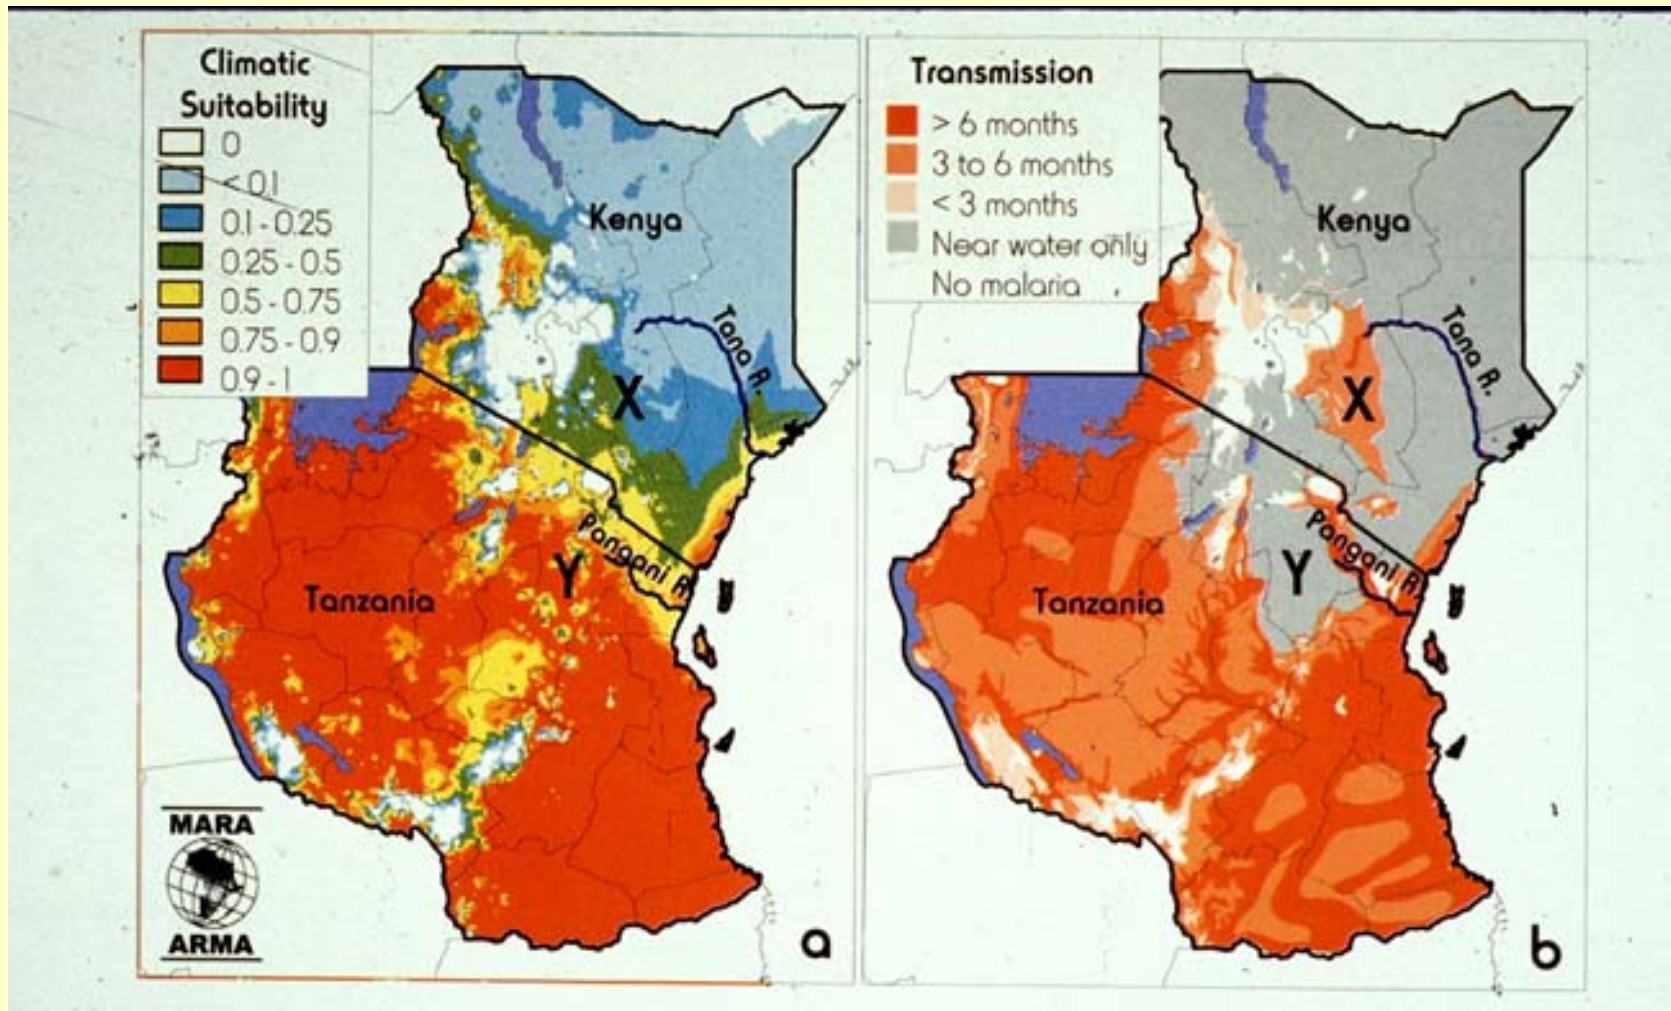 Climatic
Suitability
0
< 0.1
0.1 - 0.25
0.25 - 0.5
0.5 - 0.75
0.75 - 0.9
0.9 - 1
Kenya
Tana R.
X
Pangani R.
Y
Tanzania
MARA
ARMA
a
Transmission
> 6 months
3 to 6 months
< 3 months
Near water only
No malaria
Kenya
Tana R.
X
Pangani R.
Y
Tanzania
b